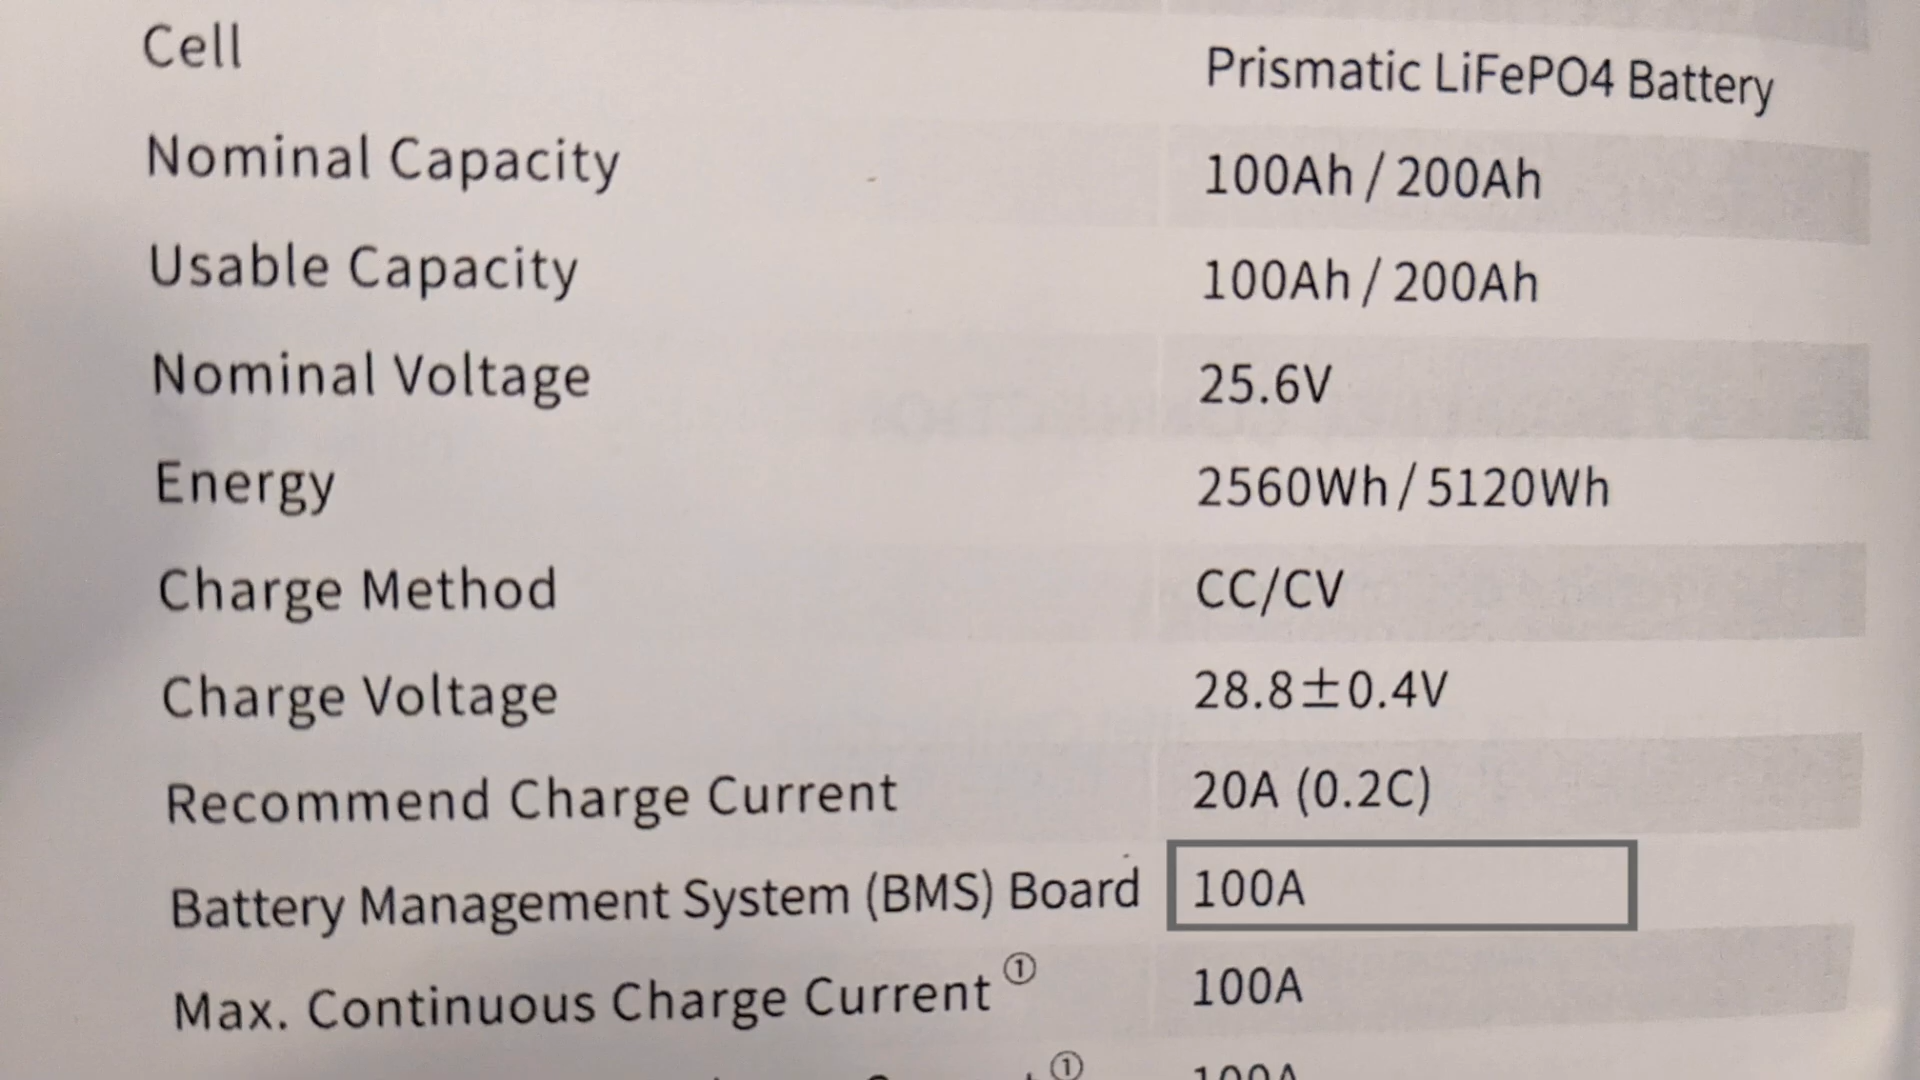 Cell Prismatic LiFePO4 Battery
Nominal Capacity 100Ah / 200Ah
Usable Capacity 100Ah / 200Ah
Nominal Voltage 25.6V
Energy 2560Wh / 5120Wh
Charge Method CC/CV
Charge Voltage 28.8±0.4V
Recommend Charge Current 20A (0.2C)
Battery Management System (BMS) Board 100A
Max. Continuous Charge Current ① 100A
① 100A